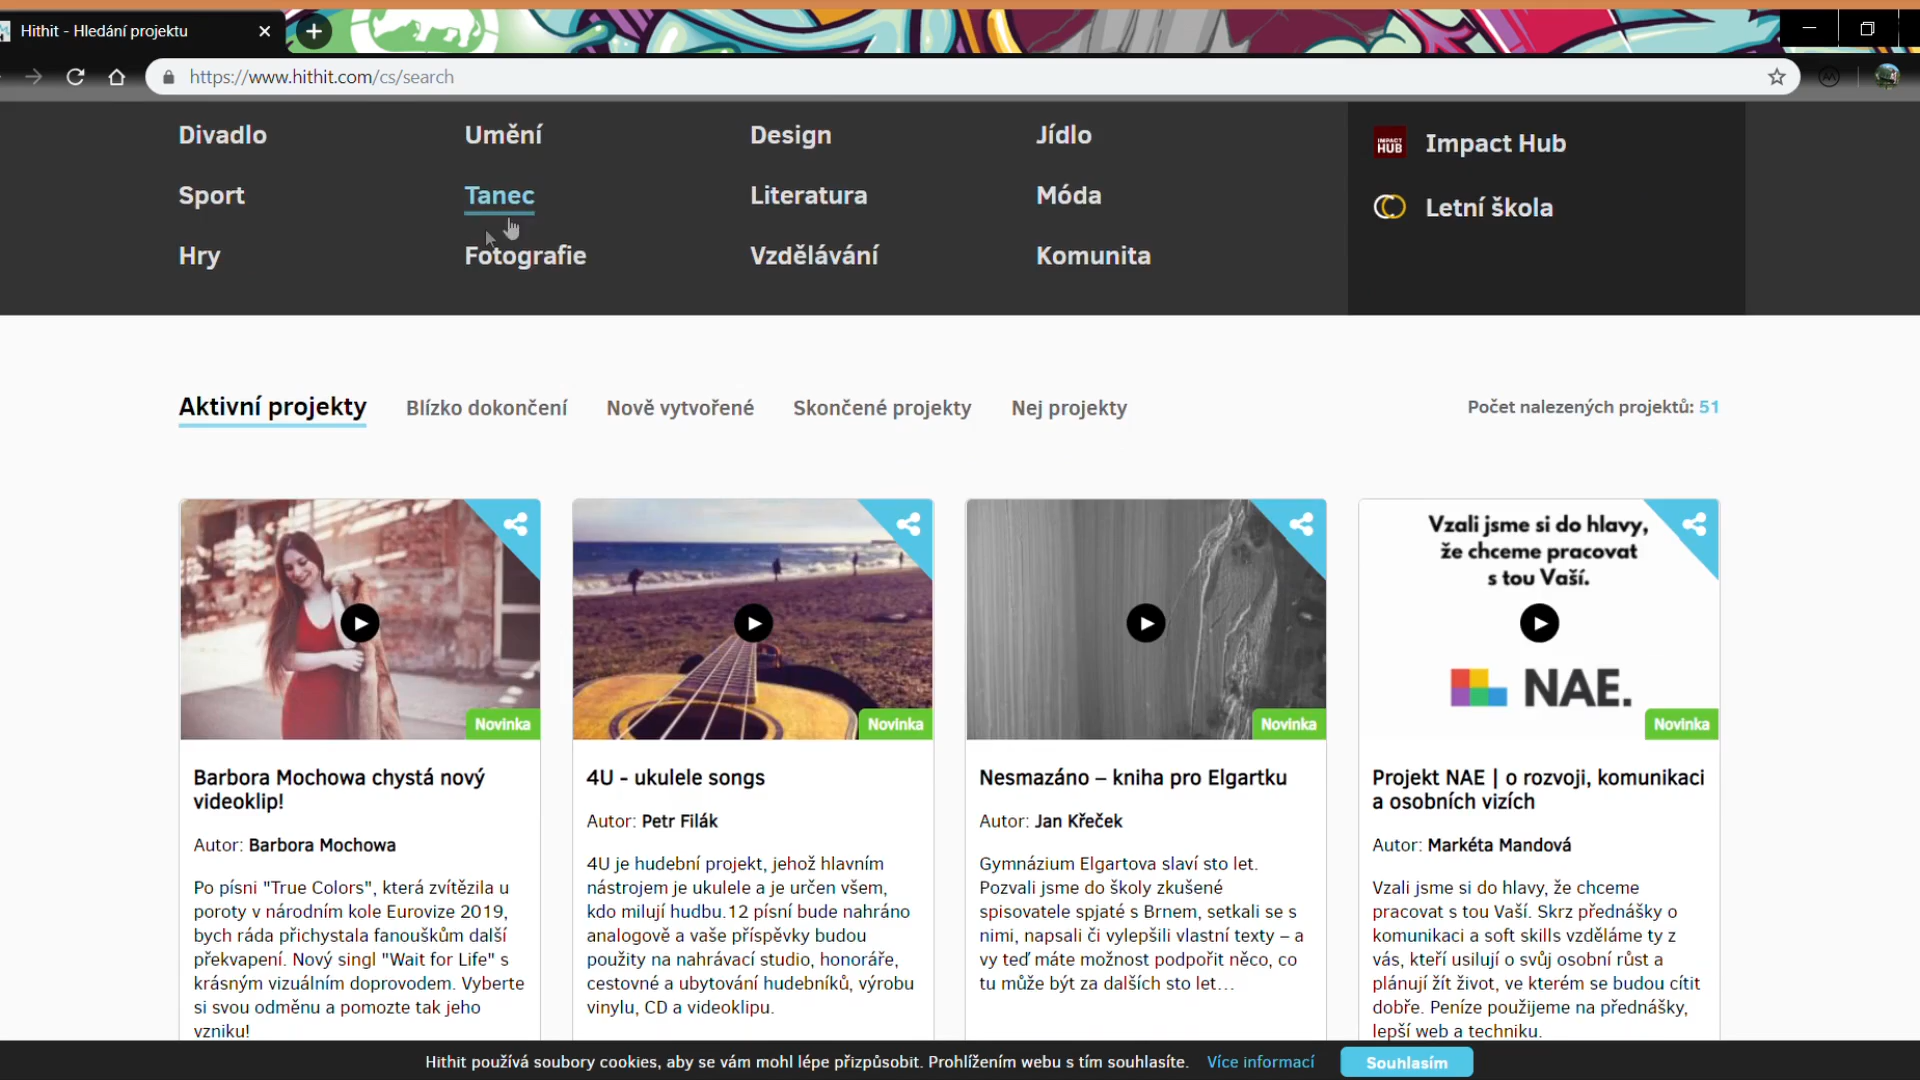 Hithit - Hledání projektu
https://www.hithit.com/cs/search
Divadlo
Umění
Design
Jídlo
IMPACT HUB
Impact Hub
Sport
Tanec
Literatura
Móda
Letní škola
Hry
Fotografie
Vzdělávání
Komunita
Aktivní projekty
Blízko dokončení
Nově vytvořené
Skončené projekty
Nej projekty
Počet nalezených projektů: 51
Novinka
Barbora Mochowa chystá nový
videoklip!
Autor: Barbora Mochowa
Po písni "True Colors", která zvítězila u
poroty v národním kole Eurovize 2019,
bych ráda přichystala fanouškům další
překvapení. Nový singl "Wait for Life" s
krásným vizuálním doprovodem. Vyberte
si svou odměnu a pomozte tak jeho
vzniku!
Novinka
4U - ukulele songs
Autor: Petr Filák
4U je hudební projekt, jehož hlavním
nástrojem je ukulele a je určen všem,
kdo milují hudbu.12 písní bude nahráno
analogově a vaše příspěvky budou
použity na nahrávací studio, honoráře,
cestovné a ubytování hudebníků, výrobu
vinylu, CD a videoklipu.
Novinka
Nesmazáno – kniha pro Elgartku
Autor: Jan Křeček
Gymnázium Elgartova slaví sto let.
Pozvali jsme do školy zkušené
spisovatele spjaté s Brnem, setkali se s
nimi, napsali či vylepšili vlastní texty – a
vy teď máte možnost podpořit něco, co
tu může být za dalších sto let...
Vzali jsme si do hlavy,
že chceme pracovat
s tou Vaší.
NAE.
Novinka
Projekt NAE | o rozvoji, komunikaci
a osobních vizích
Autor: Markéta Mandová
Vzali jsme si do hlavy, že chceme
pracovat s tou Vaší. Skrz přednášky o
komunikaci a soft skills vzděláme ty z
vás, kteří usilují o svůj osobní růst a
plánují žít život, ve kterém se budou cítit
dobře. Peníze použijeme na přednášky,
lepší web a techniku.
Hithit používá soubory cookies, aby se vám mohl lépe přizpůsobit. Prohlížením webu s tím souhlasíte. Více informací Souhlasím